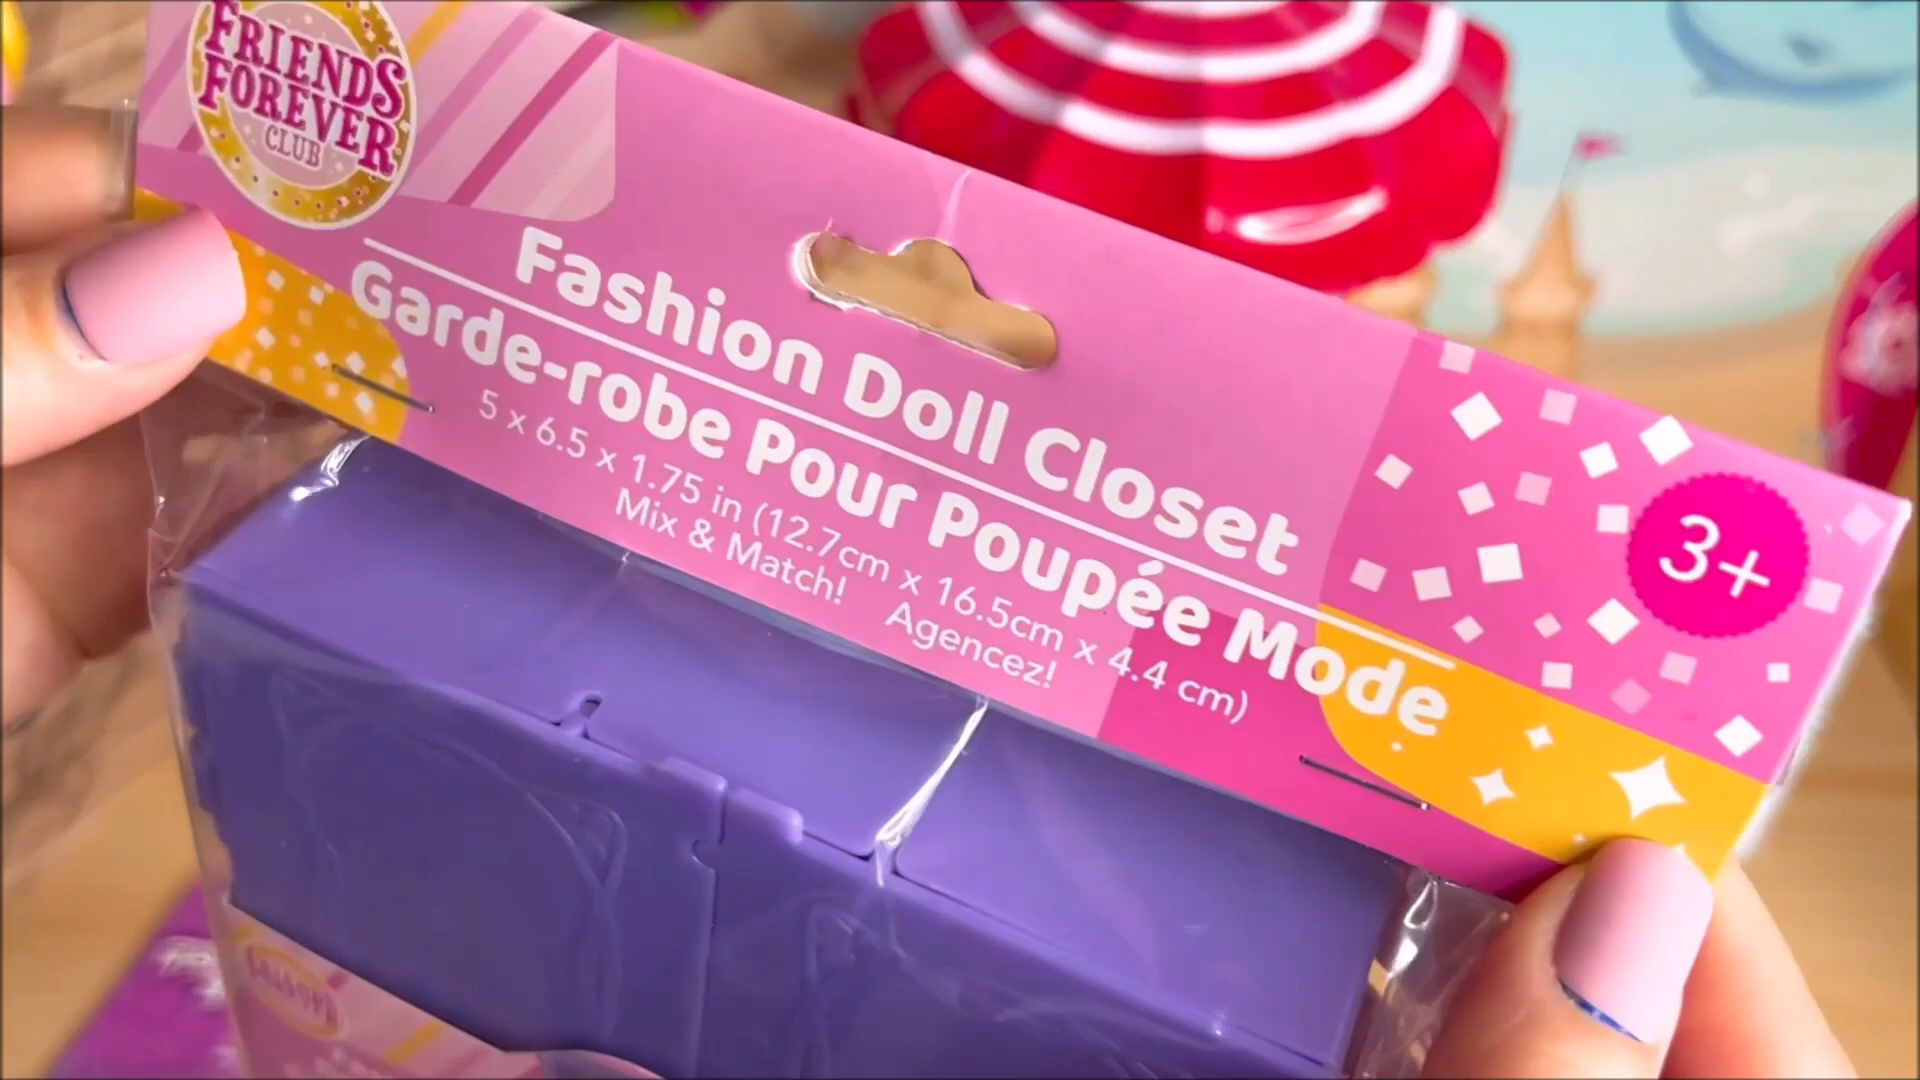 FRIENDS
FOREVER
CLUB
Fashion Doll Closet
Garde-robe Pour Poupée Mode
5 x 6.5 x 1.75 in (12.7cm x 16.5cm x 4.4 cm)
Mix & Match! Agencez!
3+